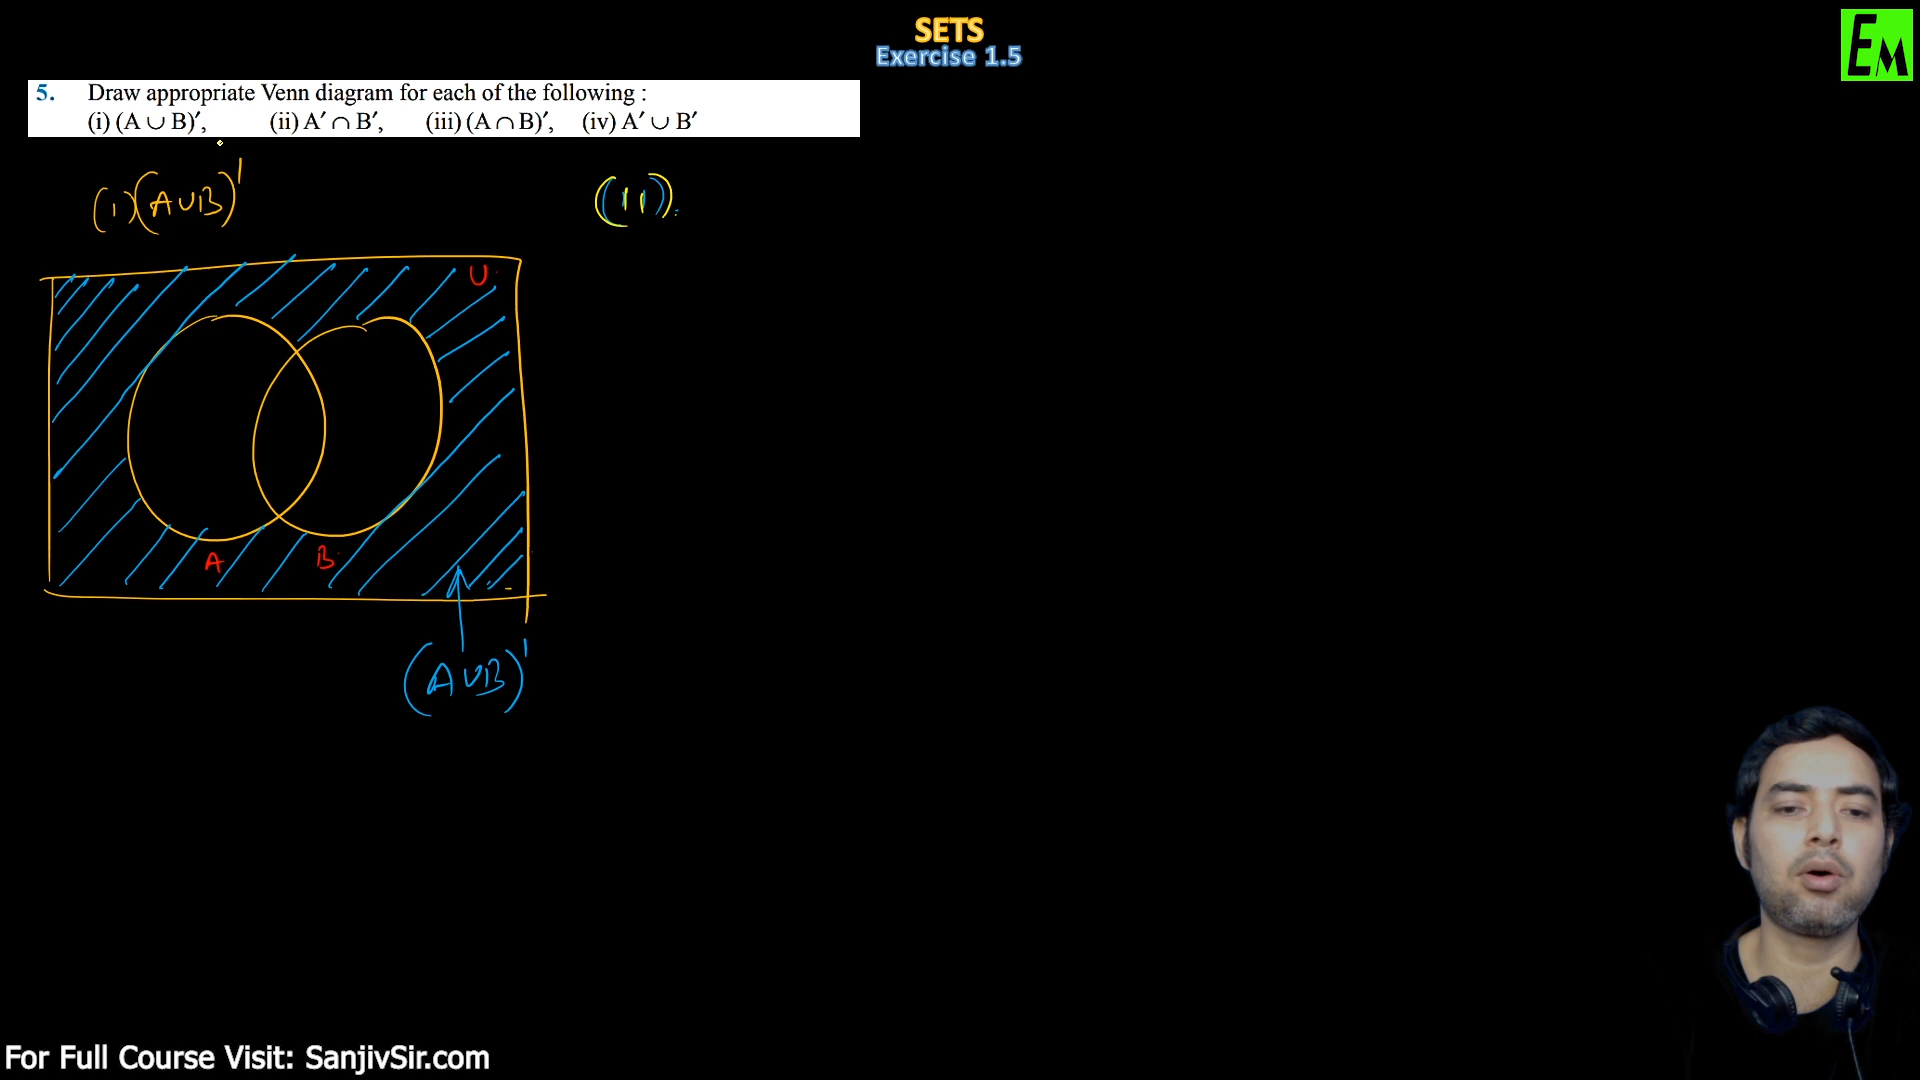 SETS
Exercise 1.5
EM
5. Draw appropriate Venn diagram for each of the following :
(i) (A ∪ B)′, (ii) A′ ∩ B′, (iii) (A ∩ B)′, (iv) A′ ∪ B′
(i) (A∪B)' (ii).
U
A B
(A∪B)'
For Full Course Visit: SanjivSir.com